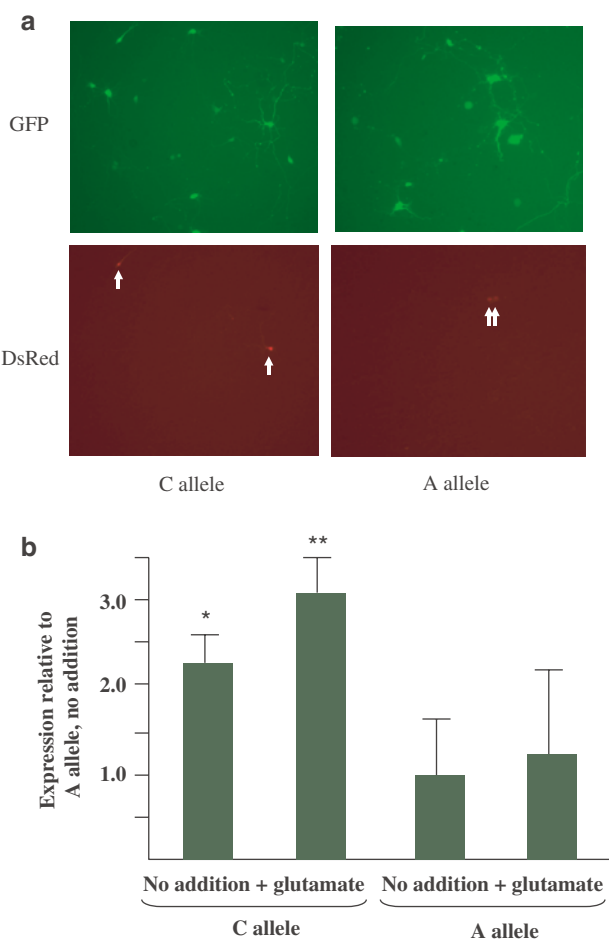 a
GFP
DsRed
C allele
A allele
b
Expression relative to
A allele, no addition
3.0
2.0
1.0
*
**
No addition + glutamate
No addition + glutamate
C allele
A allele